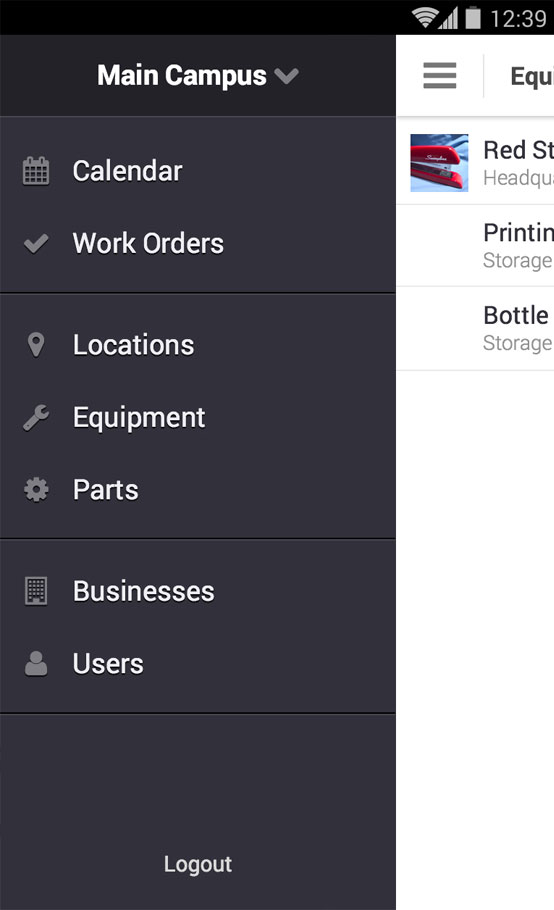 12:39
Main Campus
Calendar
Work Orders
Locations
Equipment
Parts
Businesses
Users
Logout
Equi
Red St
Headqua
Printin
Storage
Bottle
Storage